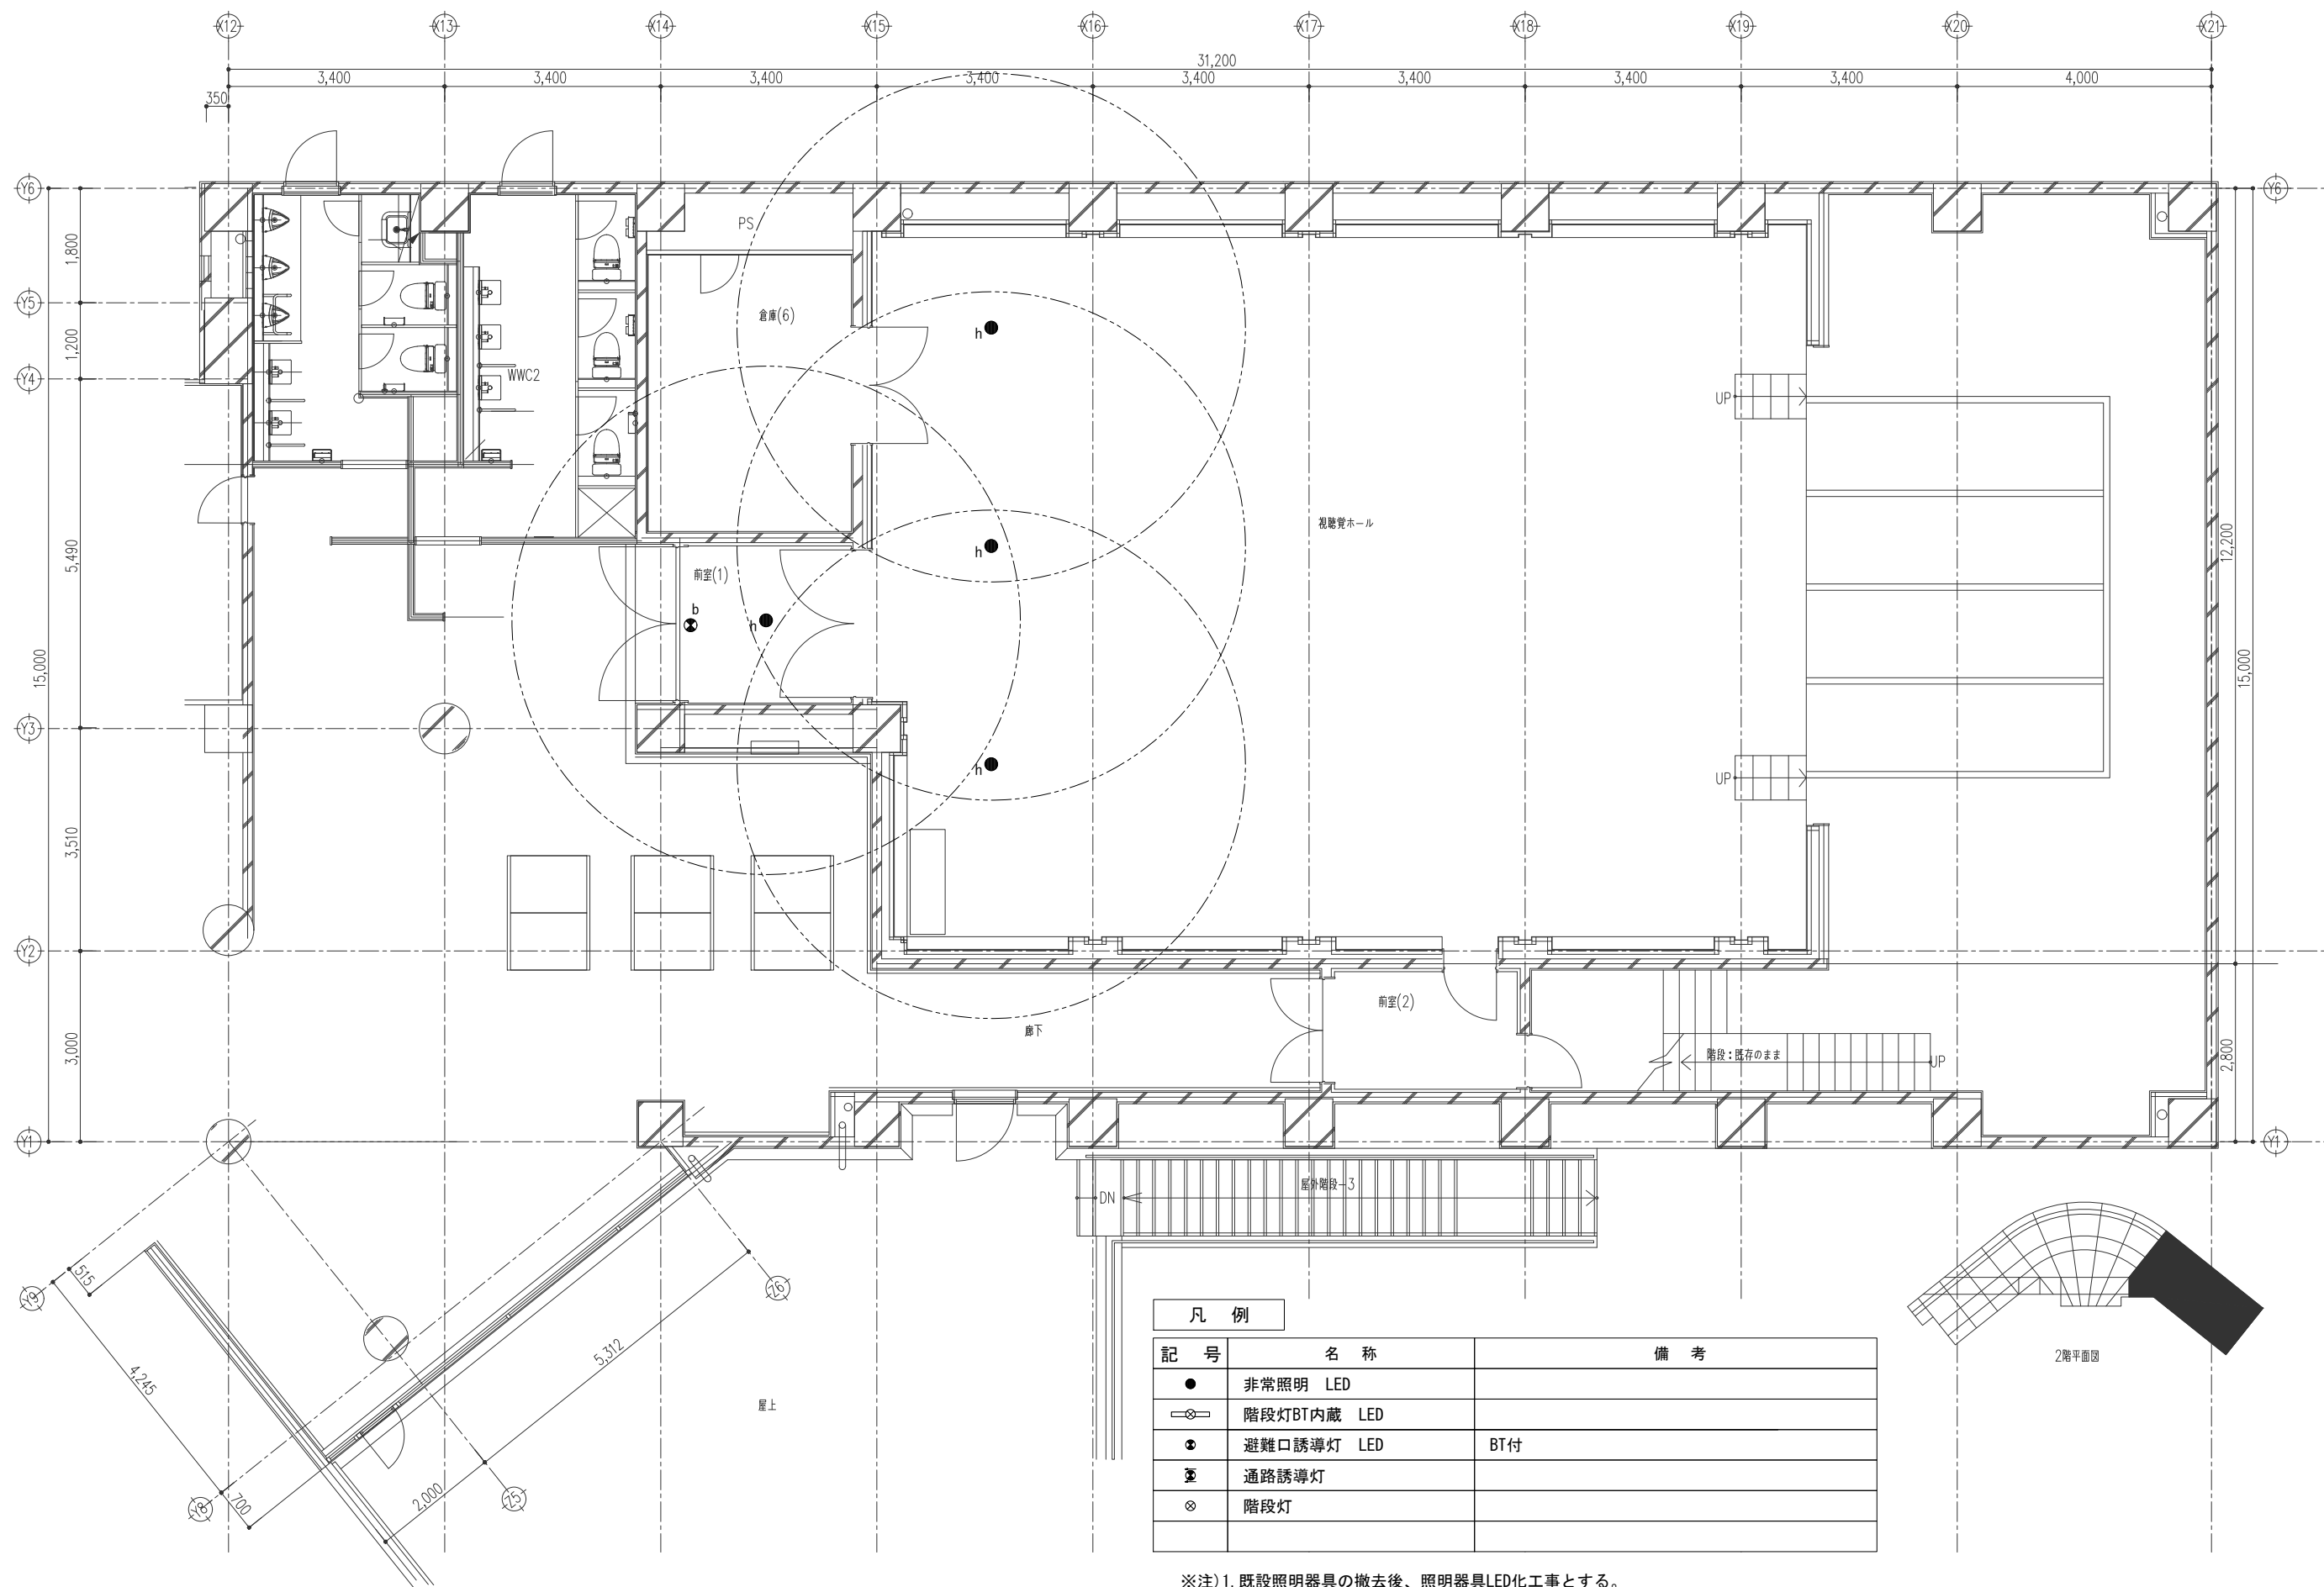 X12 X13 X14 X15 X16 X17 X18 X19 X20 X21
31,200
3,400 3,400 3,400 3,400 3,400 3,400 3,400 3,400 4,000
350
Y6 Y6
1,800
PS
Y5
倉庫(6)
1,200
h
Y4
WWC2
UP
視聴覚ホール
5,490
h
12,200
前室(1)
b
h
15,000
15,000
Y3
h
UP
3,510
Y2
前室(2)
廊下
3,000
階段：既存のまま
UP
2,800
Y1 Y1
DN
屋外階段-3
515
Y9
Z6
5,312
4,245
2階平面図
屋上
2,000
700
Y8
Z5
凡 例
記 号 名 称 備 考
非常照明 LED
階段灯BT内蔵 LED
避難口誘導灯 LED BT付
通路誘導灯
階段灯
※注)1.既設照明器具の撤去後、照明器具LED化工事とする。